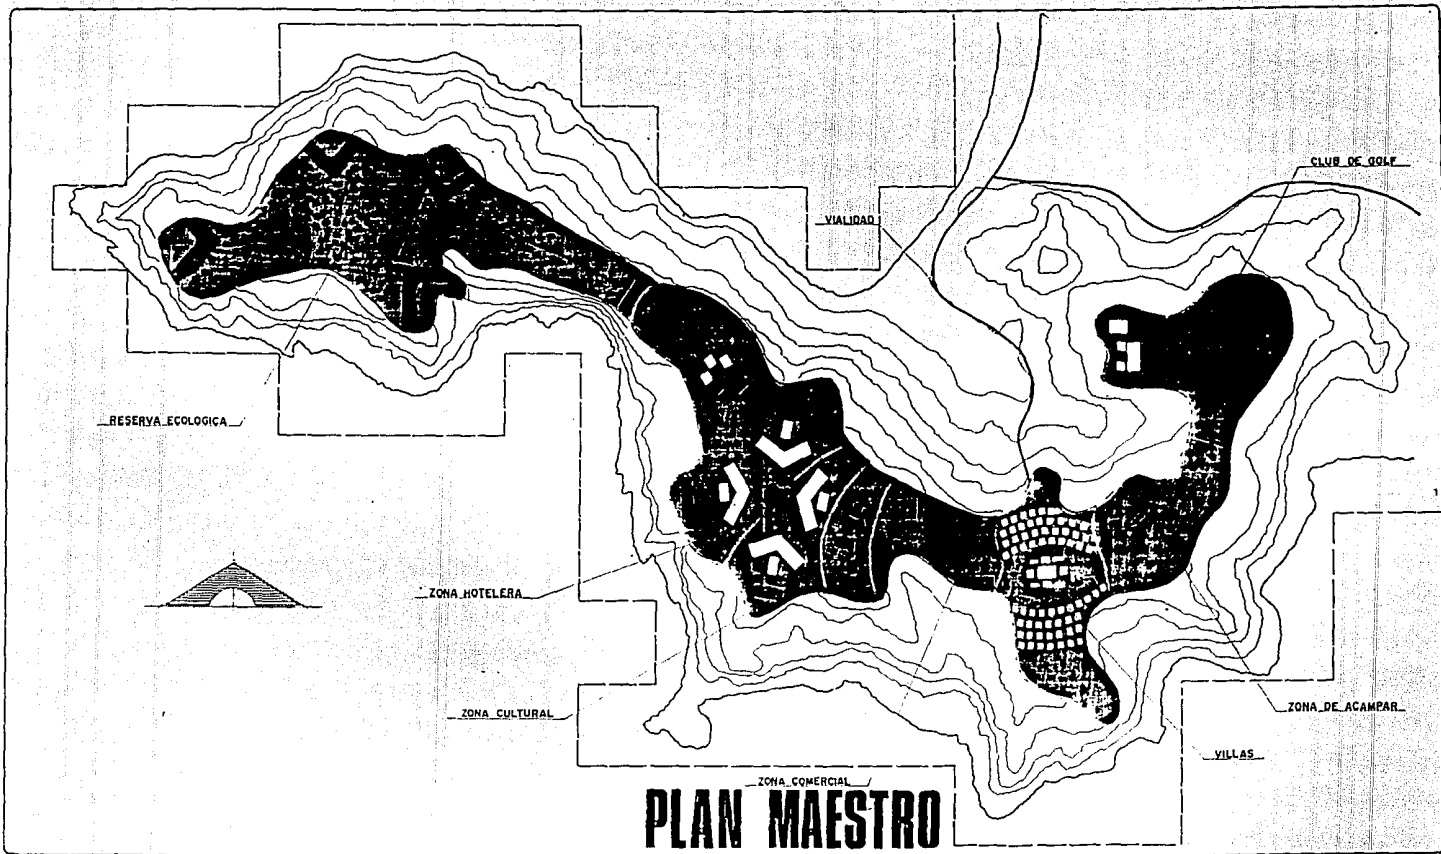 CLUB DE GOLF
VIALIDAD
RESERVA ECOLOGICA
ZONA HOTELERA
ZONA CULTURAL
ZONA DE ACAMPAR
VILLAS
ZONA COMERCIAL
PLAN MAESTRO